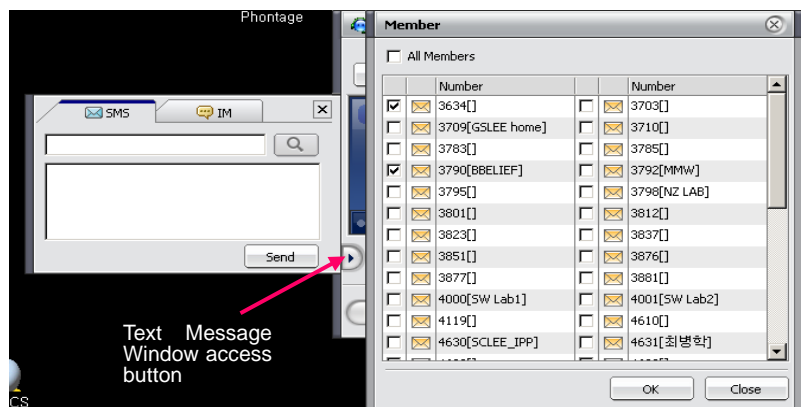 Phontage
SMS
IM
Send
Text Message
Window access
button
CS
Member
All Members
Number Number
3634[] 3703[]
3709[GSLEE home] 3710[]
3783[] 3785[]
3790[BBELIEF] 3792[MMW]
3795[] 3798[NZ LAB]
3801[] 3812[]
3823[] 3837[]
3851[] 3876[]
3877[] 3881[]
4000[SW Lab1] 4001[SW Lab2]
4119[] 4610[]
4630[SCLEE_IPP] 4631[최병학]
OK Close